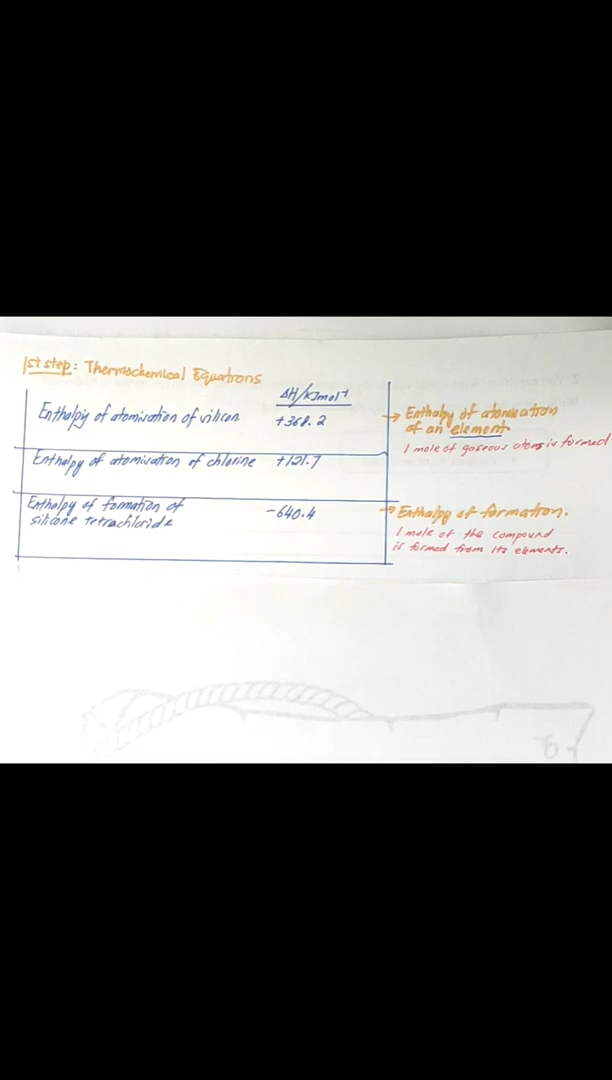 1st step: Thermochemical Equations
ΔH/kJmol⁻¹
Enthalpy of atomisation of silicon +368.2
→ Enthalpy of atomisation
of an element
1 mole of gaseous atoms is formed
Enthalpy of atomisation of chlorine +121.7
Enthalpy of formation of
silicone tetrachloride -640.4
→ Enthalpy of formation.
1 mole of the compound
is formed from its elements.